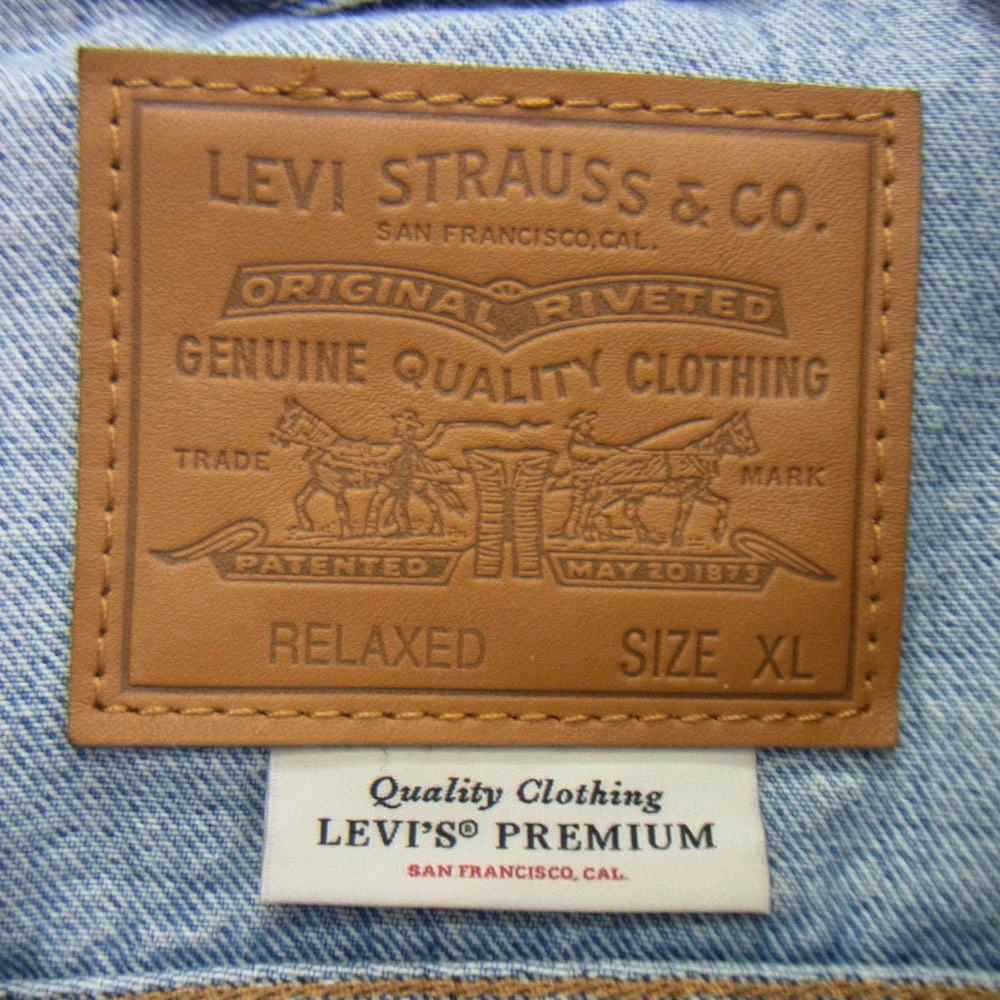 LEVI STRAUSS & CO.
SAN FRANCISCO, CAL.
ORIGINAL RIVETED
GENUINE QUALITY CLOTHING
TRADE MARK
PATENTED MAY 20 1873
RELAXED SIZE XL
Quality Clothing
LEVI'S® PREMIUM
SAN FRANCISCO, CAL.